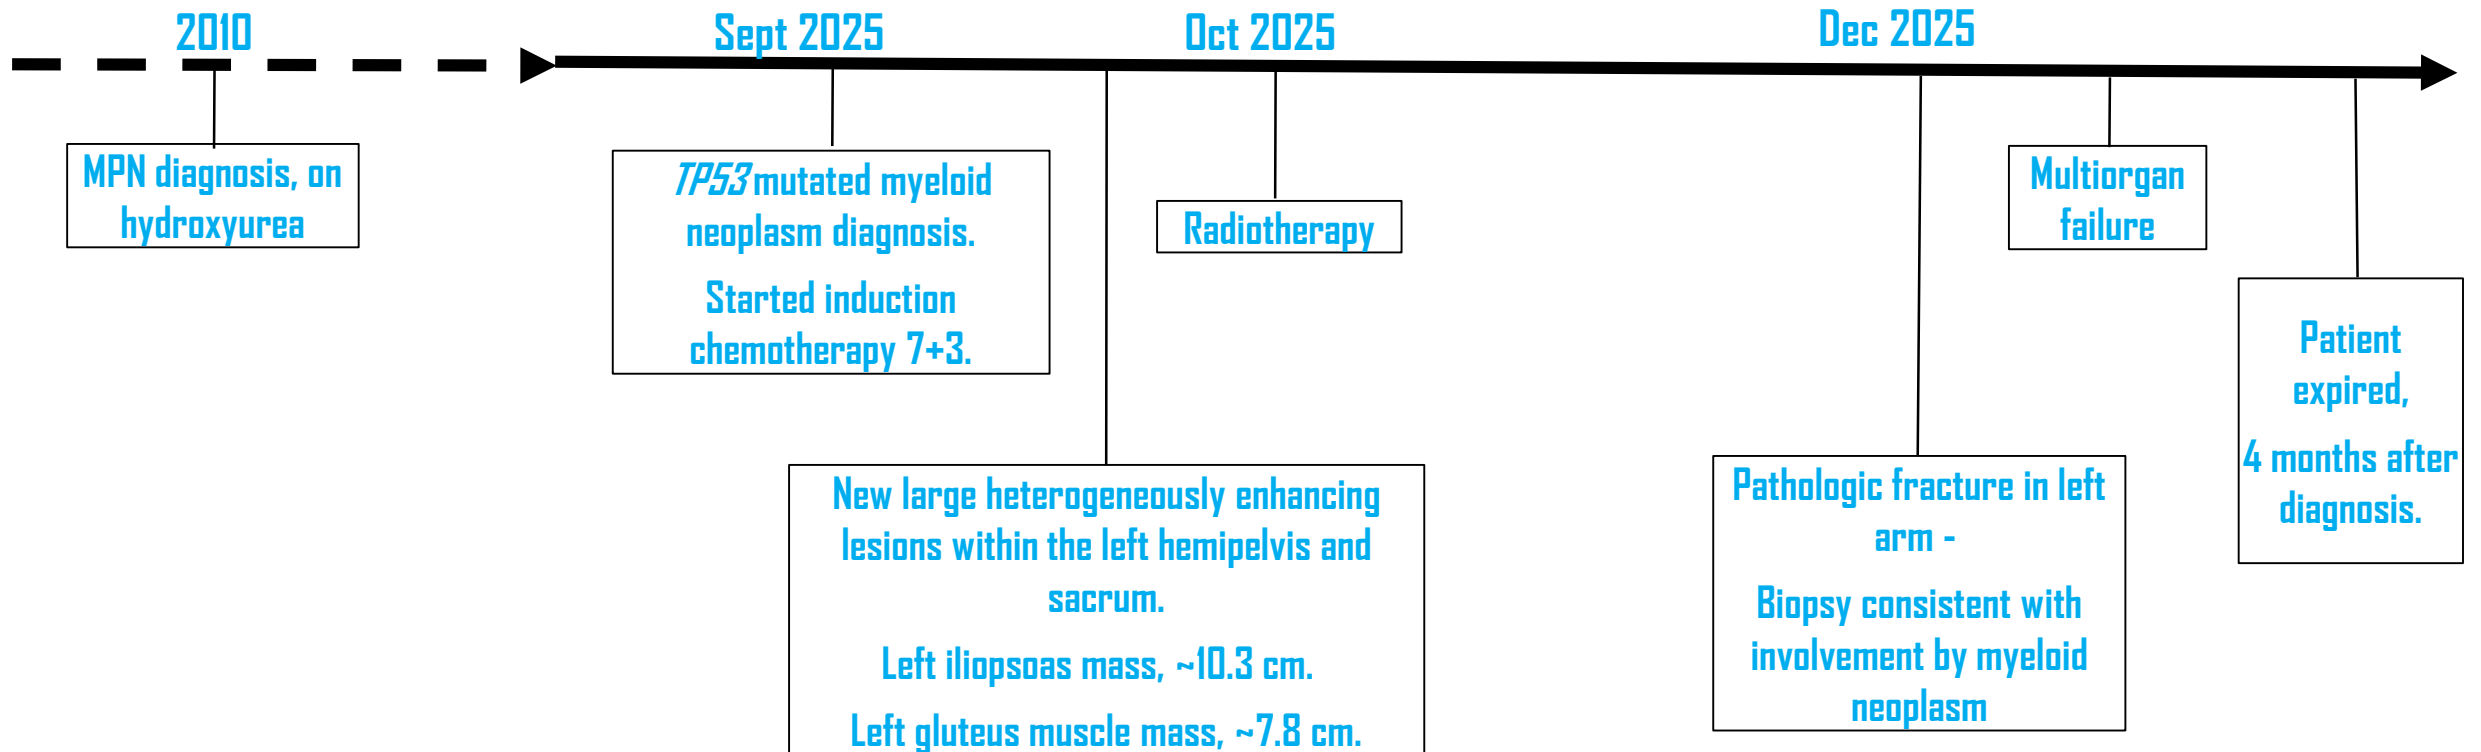 2010
Sept 2025
Oct 2025
Dec 2025
MPN diagnosis, on
hydroxyurea
TP53 mutated myeloid
neoplasm diagnosis.
Started induction
chemotherapy 7+3.
New large heterogeneously enhancing
lesions within the left hemipelvis and
sacrum.
Left iliopsoas mass, ~10.3 cm.
Left gluteus muscle mass, ~7.8 cm.
Radiotherapy
Pathologic fracture in left
arm -
Biopsy consistent with
involvement by myeloid
neoplasm
Multiorgan
failure
Patient
expired,
4 months after
diagnosis.